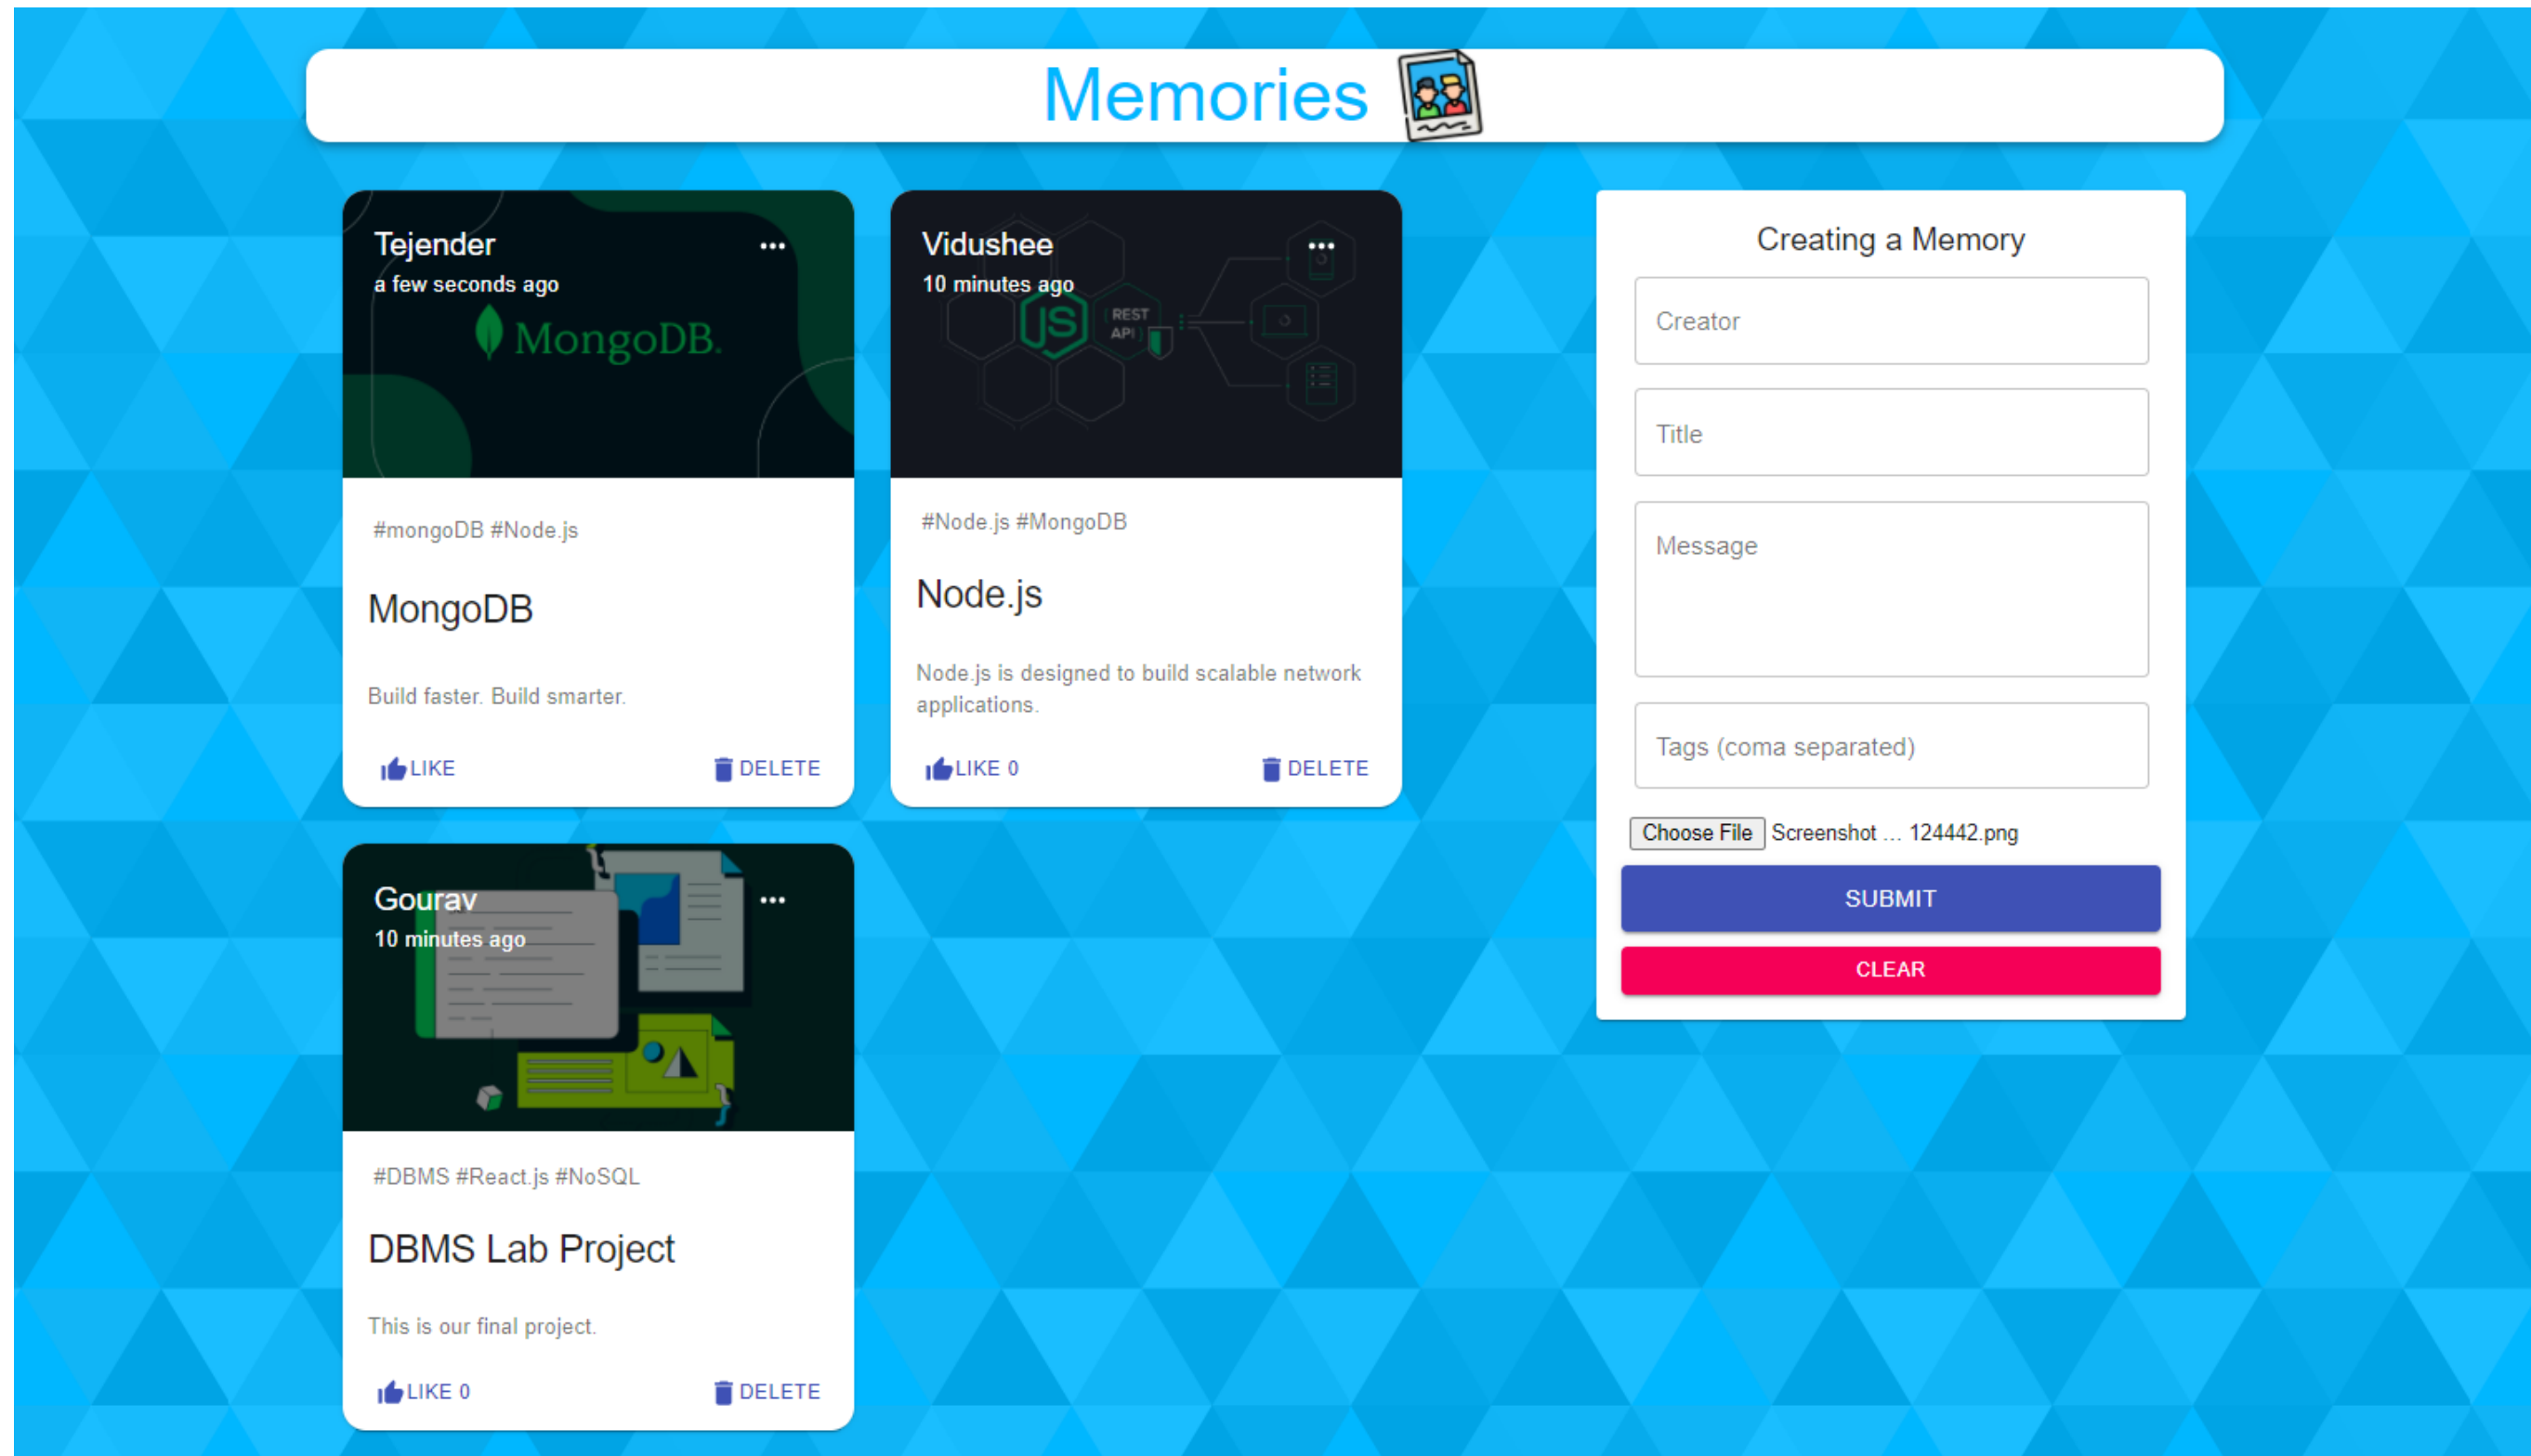 Memories
Tejender
a few seconds ago
MongoDB.
#mongoDB #Node.js
MongoDB
Build faster. Build smarter.
LIKE
DELETE
Vidushee
10 minutes ago
JS
REST
API
#Node.js #MongoDB
Node.js
Node.js is designed to build scalable network
applications.
LIKE 0
DELETE
Gourav
10 minutes ago
#DBMS #React.js #NoSQL
DBMS Lab Project
This is our final project.
LIKE 0
DELETE
Creating a Memory
Creator
Title
Message
Tags (coma separated)
Choose File Screenshot ... 124442.png
SUBMIT
CLEAR